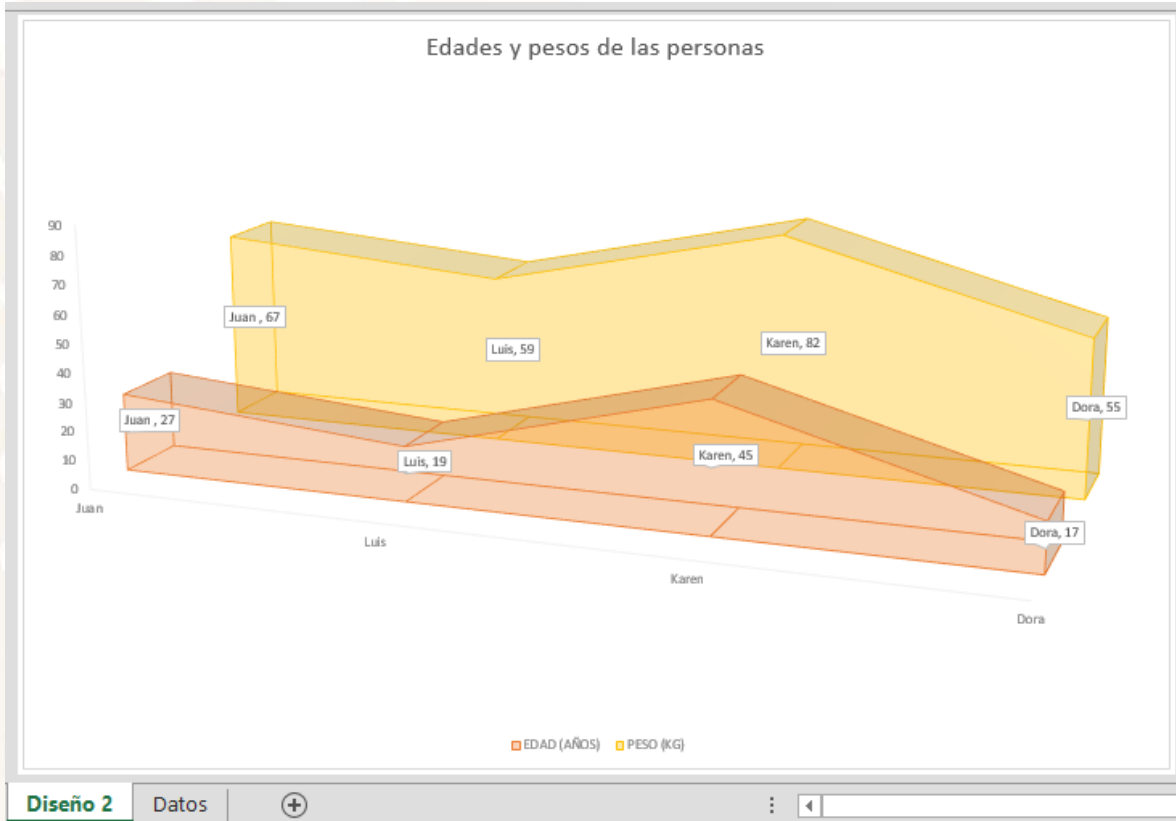 Edades y pesos de las personas
90
80
70
60
50
40
30
20
10
0
Juan , 67
Luis, 59
Karen, 82
Dora, 55
Juan , 27
Luis, 19
Karen, 45
Dora, 17
Juan
Luis
Karen
Dora
EDAD (AÑOS) PESO (KG)
Diseño 2 Datos